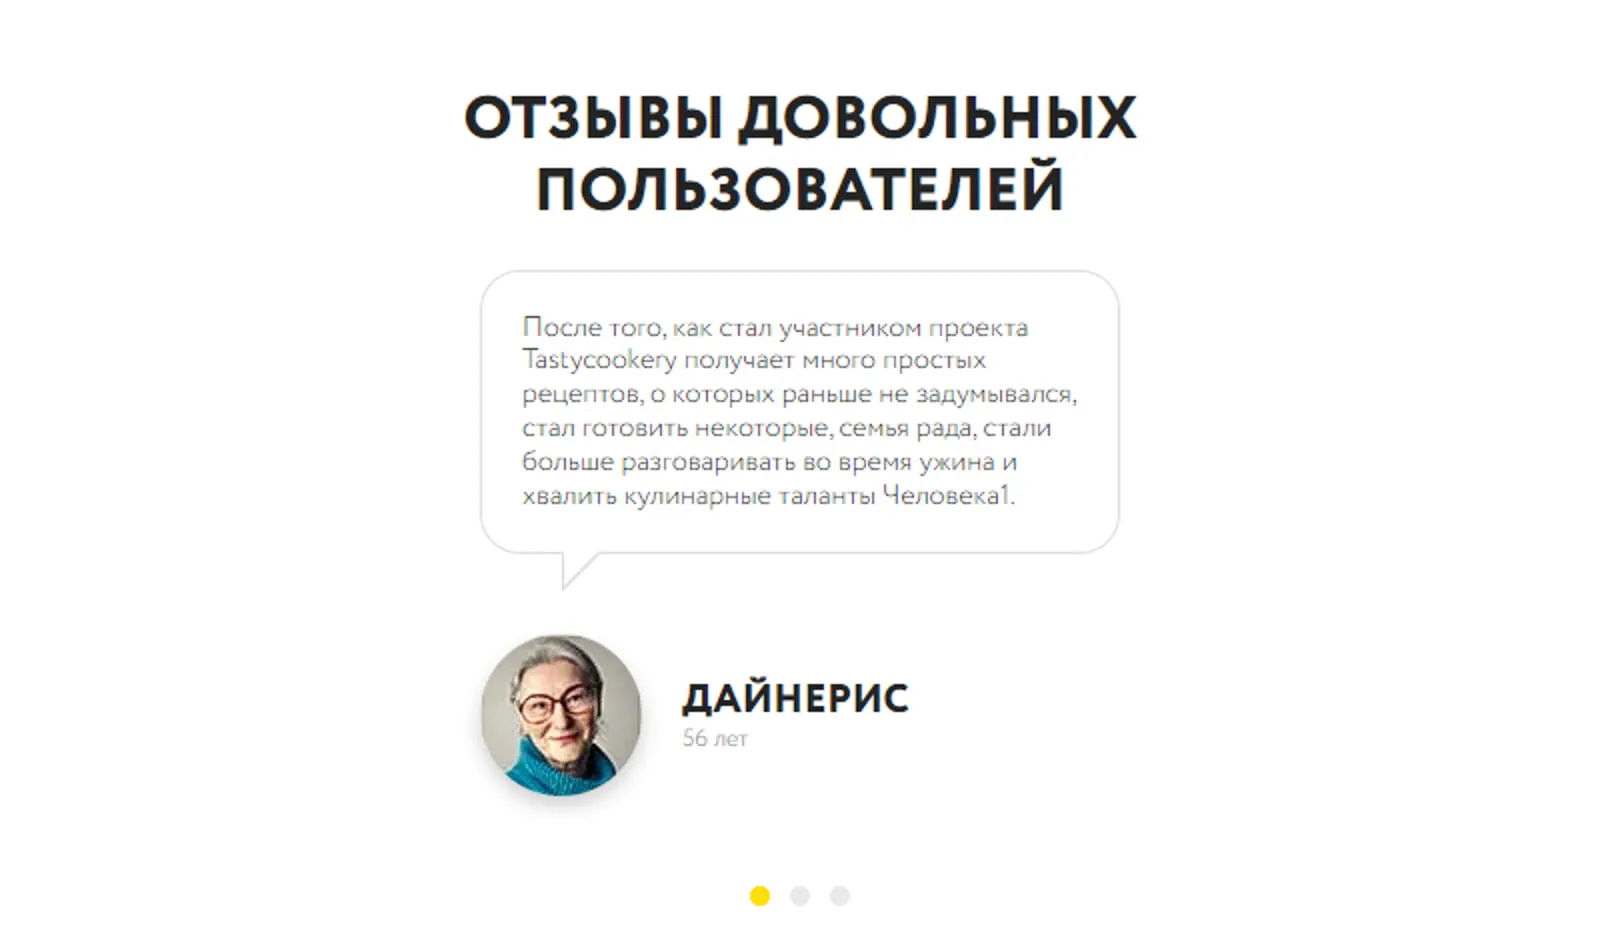 ОТЗЫВЫ ДОВОЛЬНЫХ
ПОЛЬЗОВАТЕЛЕЙ
После того, как стал участником проекта
Tastycookery получает много простых
рецептов, о которых раньше не задумывался,
стал готовить некоторые, семья рада, стали
больше разговаривать во время ужина и
хвалить кулинарные таланты Человека1.
ДАЙНЕРИС
56 лет